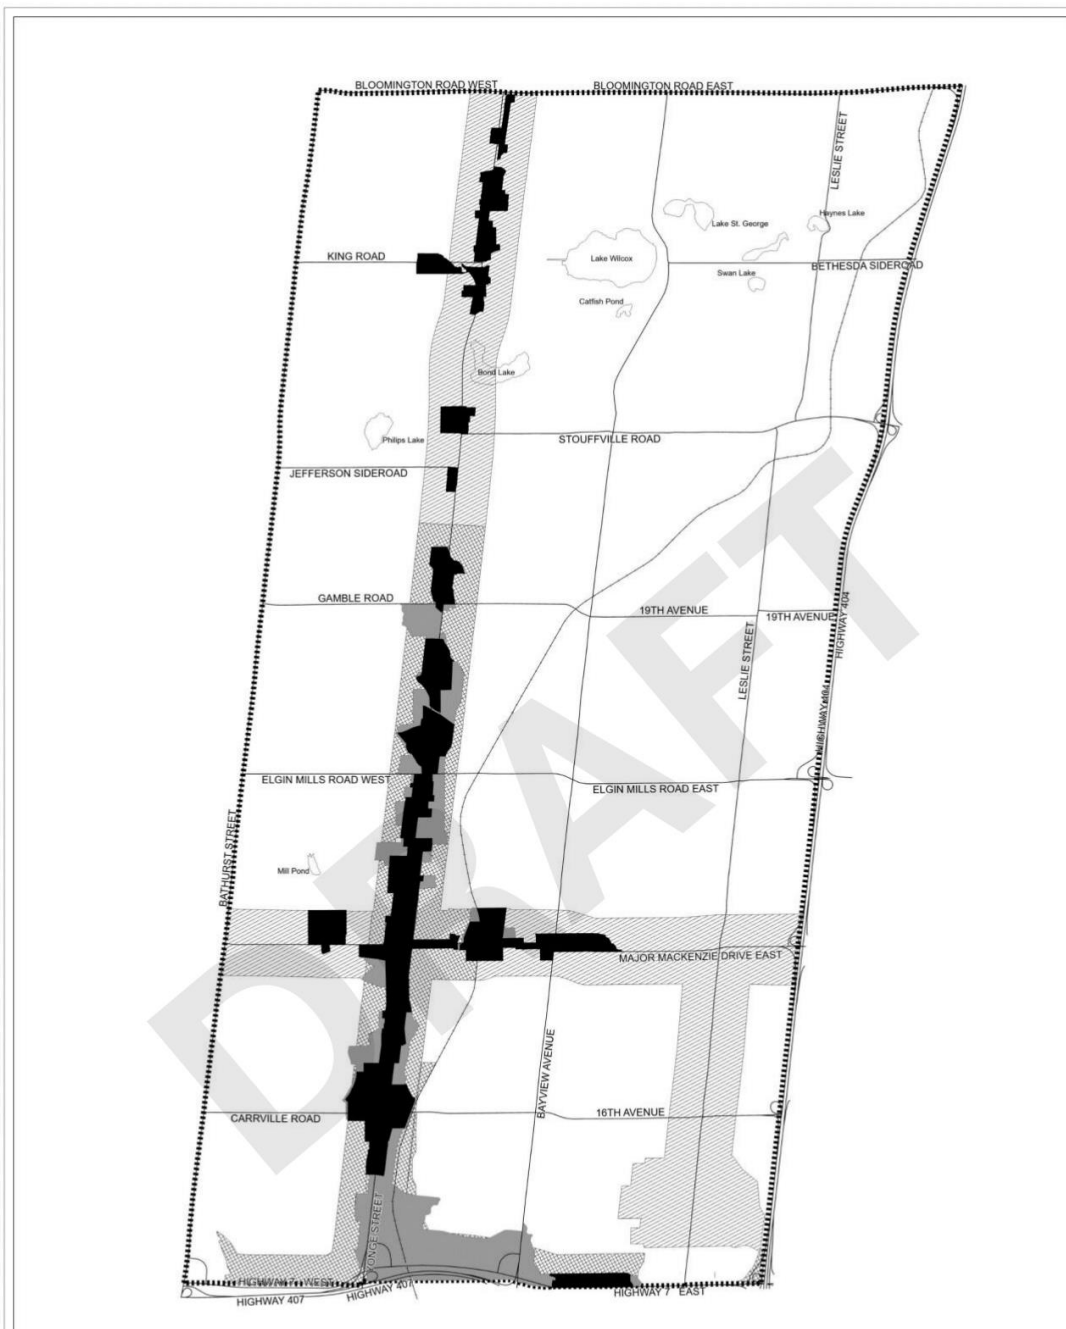 BLOOMINGTON ROAD WEST
BLOOMINGTON ROAD EAST
LESLIE STREET
Haynes Lake
Lake St. George
KING ROAD
Lake Wilcox
BETHESDA SIDEROAD
Swan Lake
Catfish Pond
Bond Lake
Philips Lake
STOUFFVILLE ROAD
JEFFERSON SIDEROAD
GAMBLE ROAD
19TH AVENUE
19TH AVENUE
HIGHWAY 404
LESLIE STREET
HIGHWAY 404
ELGIN MILLS ROAD WEST
ELGIN MILLS ROAD EAST
BATHURST STREET
Mill Pond
MAJOR MACKENZIE DRIVE EAST
BAYVIEW AVENUE
CARRVILLE ROAD
16TH AVENUE
YONGE STREET
HIGHWAY 7 WEST
HIGHWAY 407
HIGHWAY 407
HIGHWAY 7 EAST
DRAFT